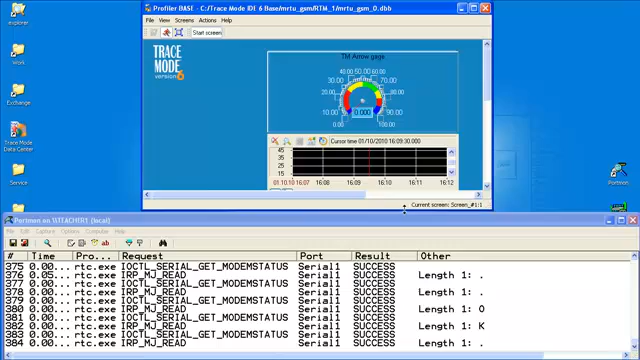 explorer
Work
Exchange
Trace Mode
Data Center
Service
Portmon
Profiler BASE - C:/Trace Mode IDE 6 Base/mrtu_gsm/RTM_1/mrtu_gsm_0.dbb
File View Screens Actions Help
Start screen
TRACE
MODE
version 6
TM Arrow gage
40.00 50.00 60.00
30.00 70.00
20.00 80.00
10.00 90.00
0.00 100.00
0.000
Cursor time 01/10/2010 16:09:30.000
45
35
25
15
01.10.10 16:07 16:08 16:09 16:10 16:11 16:12
Current screen: Screen_#1:1
Portmon on \\ATTACHER1 (local)
File Edit Capture Options Computer Help
# Time Pro... Request Port Result Other
375 0.00... rtc.exe IOCTL_SERIAL_GET_MODEMSTATUS Serial1 SUCCESS
376 0.00... rtc.exe IRP_MJ_READ Serial1 SUCCESS Length 1: .
377 0.00... rtc.exe IOCTL_SERIAL_GET_MODEMSTATUS Serial1 SUCCESS
378 0.00... rtc.exe IRP_MJ_READ Serial1 SUCCESS Length 1: .
379 0.00... rtc.exe IOCTL_SERIAL_GET_MODEMSTATUS Serial1 SUCCESS
380 0.00... rtc.exe IRP_MJ_READ Serial1 SUCCESS Length 1: O
381 0.00... rtc.exe IOCTL_SERIAL_GET_MODEMSTATUS Serial1 SUCCESS
382 0.00... rtc.exe IRP_MJ_READ Serial1 SUCCESS Length 1: K
383 0.00... rtc.exe IOCTL_SERIAL_GET_MODEMSTATUS Serial1 SUCCESS
384 0.00... rtc.exe IRP_MJ_READ Serial1 SUCCESS Length 1: .